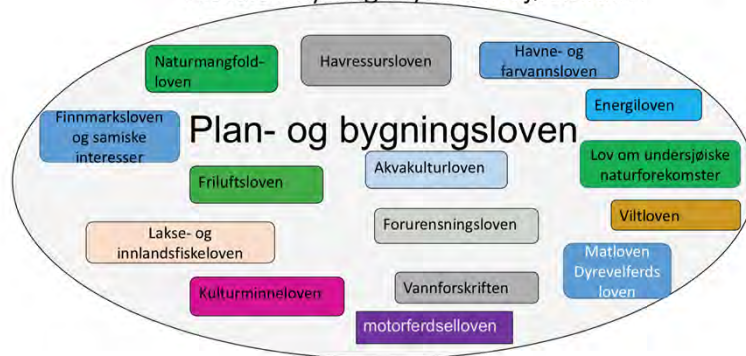 Naturmangfold-
loven
Havressursloven
Havne- og
farvannsloven
Energiloven
Finnmarksloven
og samiske
interesser
Plan- og bygningsloven
Lov om undersjøiske
naturforekomster
Friluftsloven
Akvakulturloven
Viltloven
Lakse- og
innlandsfiskeloven
Forurensningsloven
Matloven
Dyrevelferds
loven
Kulturminneloven
Vannforskriften
motorferdselloven